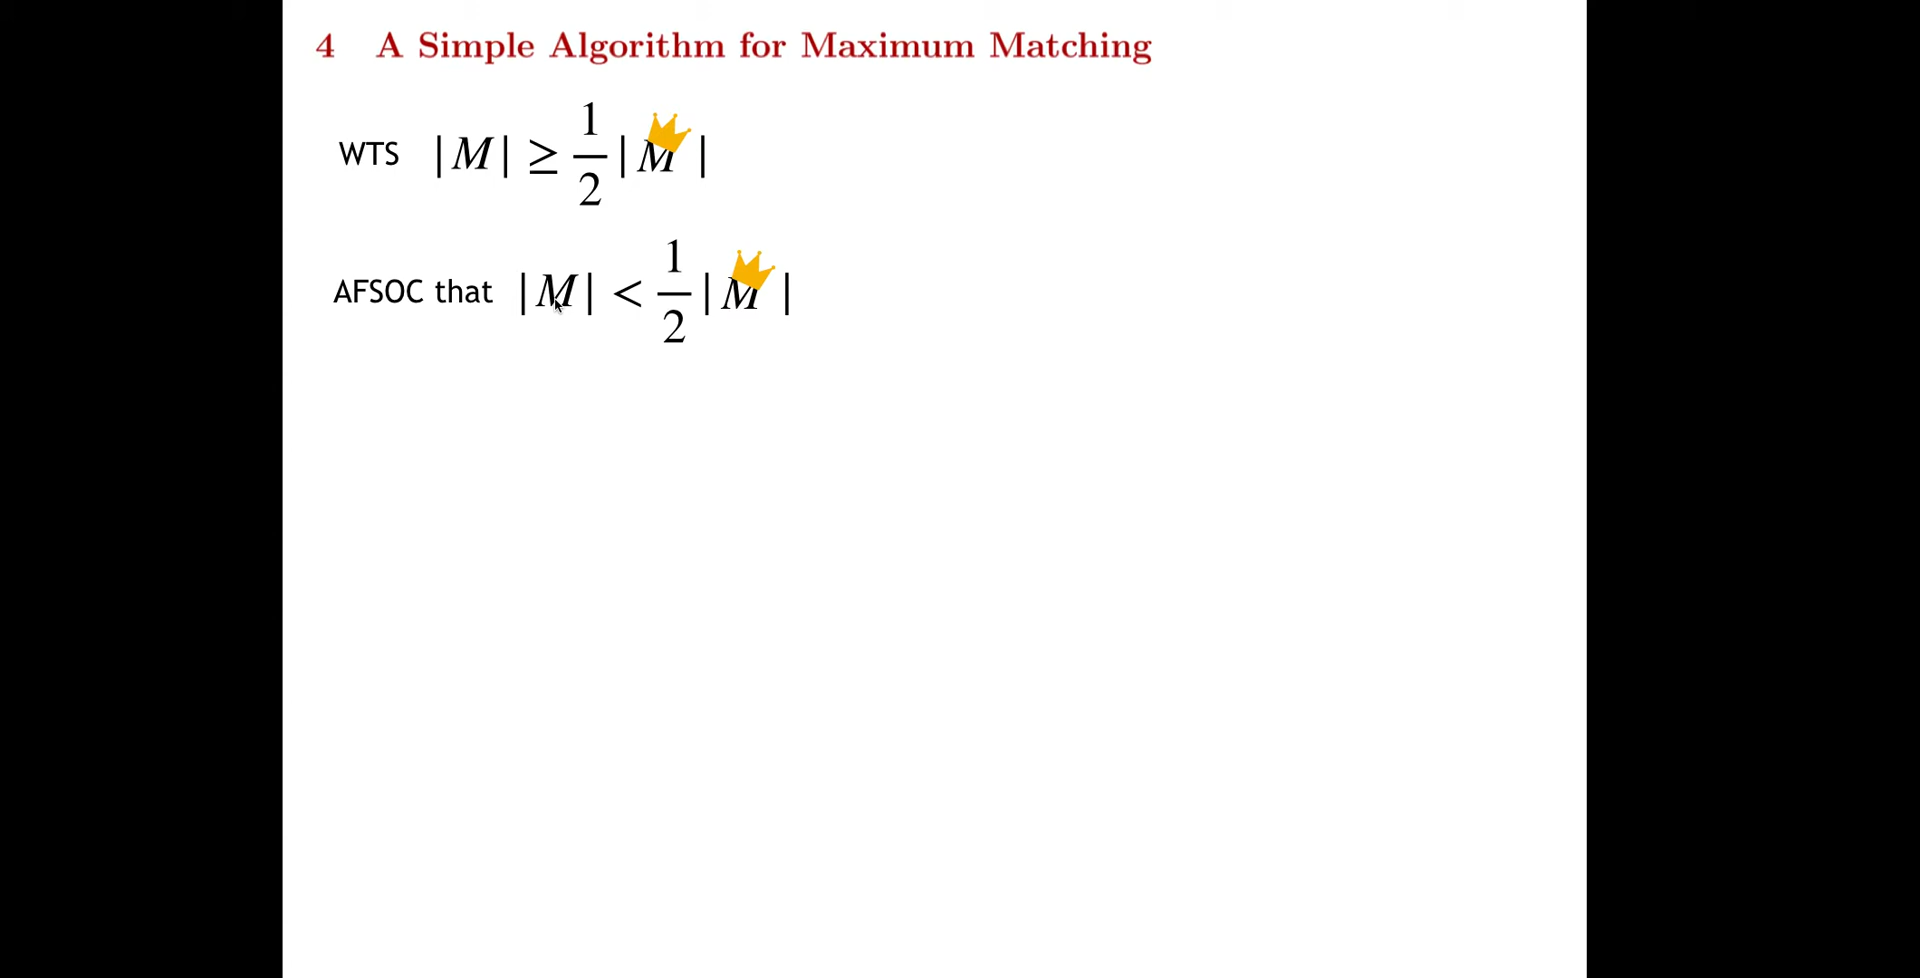 4 A Simple Algorithm for Maximum Matching
WTS |M| ≥ 1/2 |M|
AFSOC that |M| < 1/2 |M|